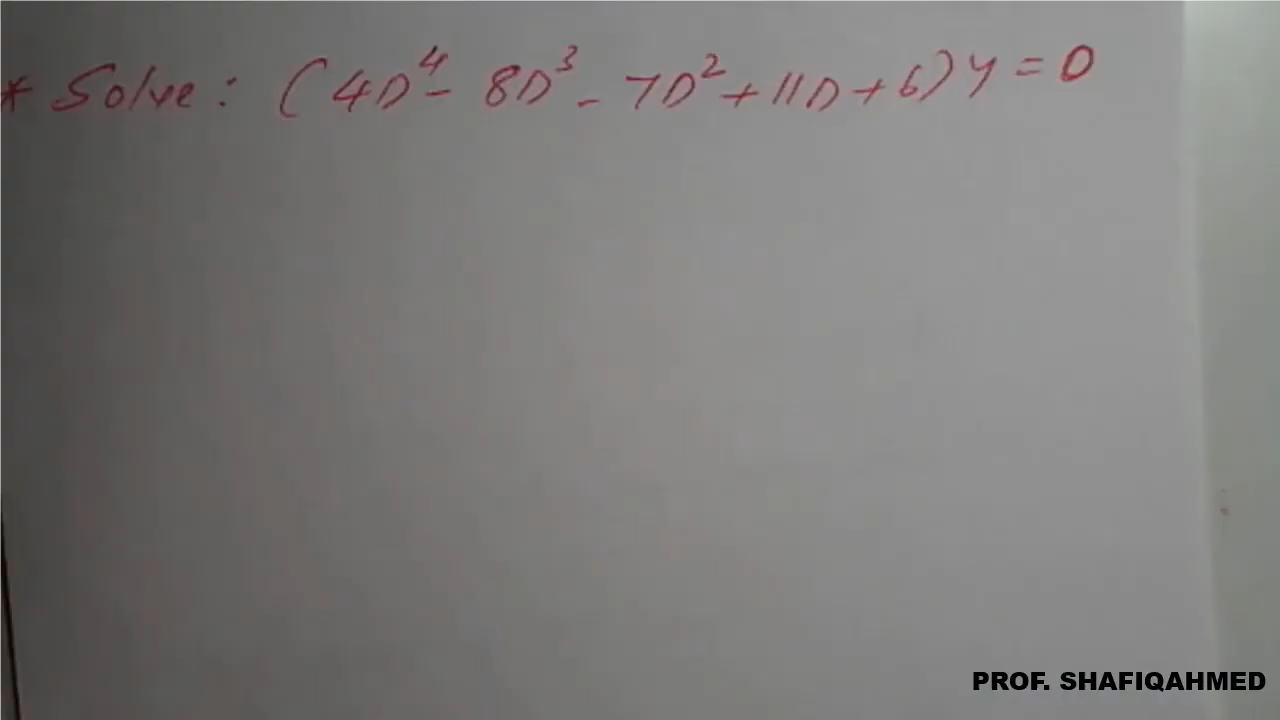 * Solve: (4D⁴ - 8D³ - 7D² + 11D + 6)y = 0
PROF. SHAFIQAHMED